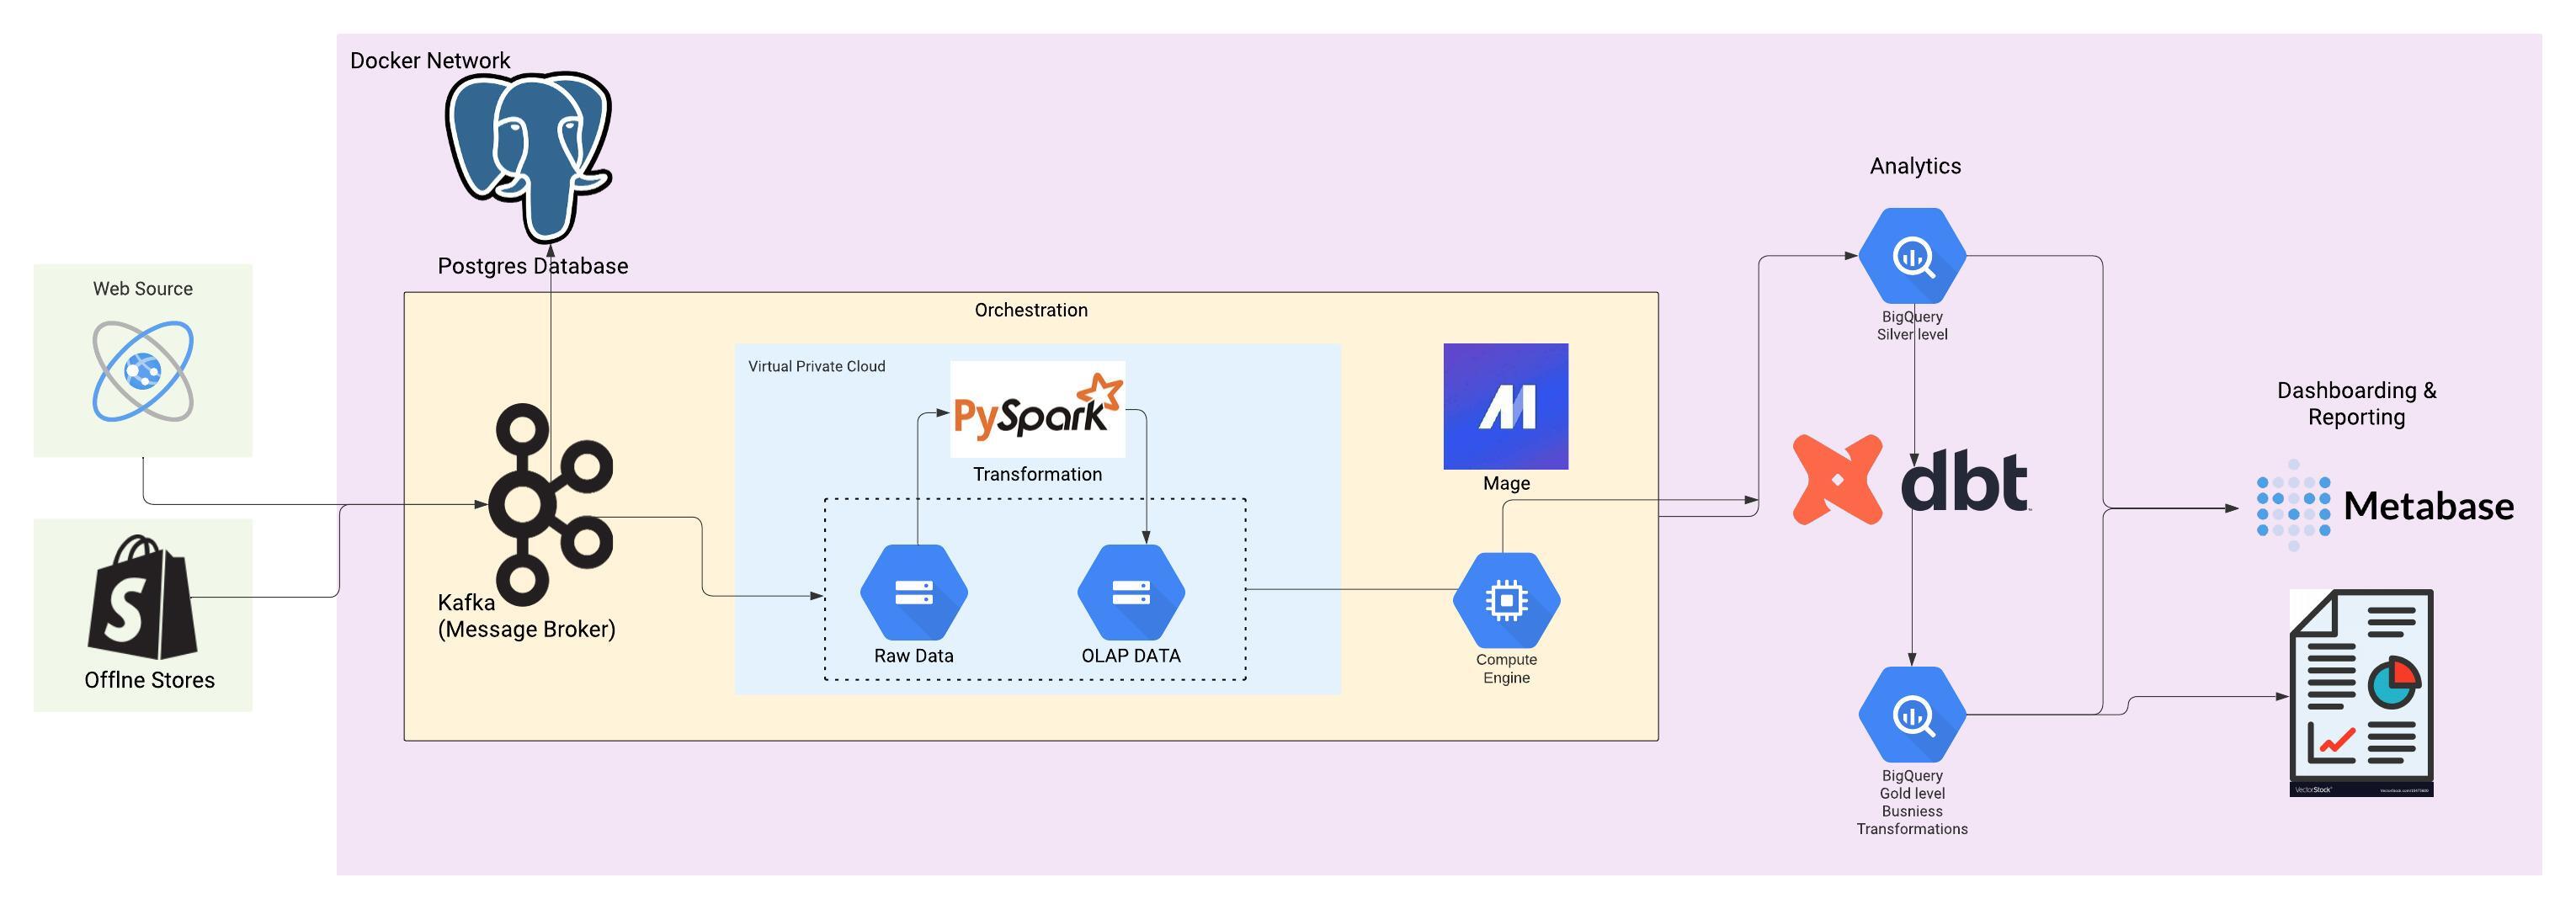 Docker Network
Postgres Database
Web Source
Offlne Stores
Orchestration
Virtual Private Cloud
PySpark
Transformation
Kafka
(Message Broker)
Raw Data
OLAP DATA
Mage
Compute
Engine
Analytics
BigQuery
Silver level
dbt
BigQuery
Gold level
Busniess
Transformations
Dashboarding &
Reporting
Metabase
VectorStock